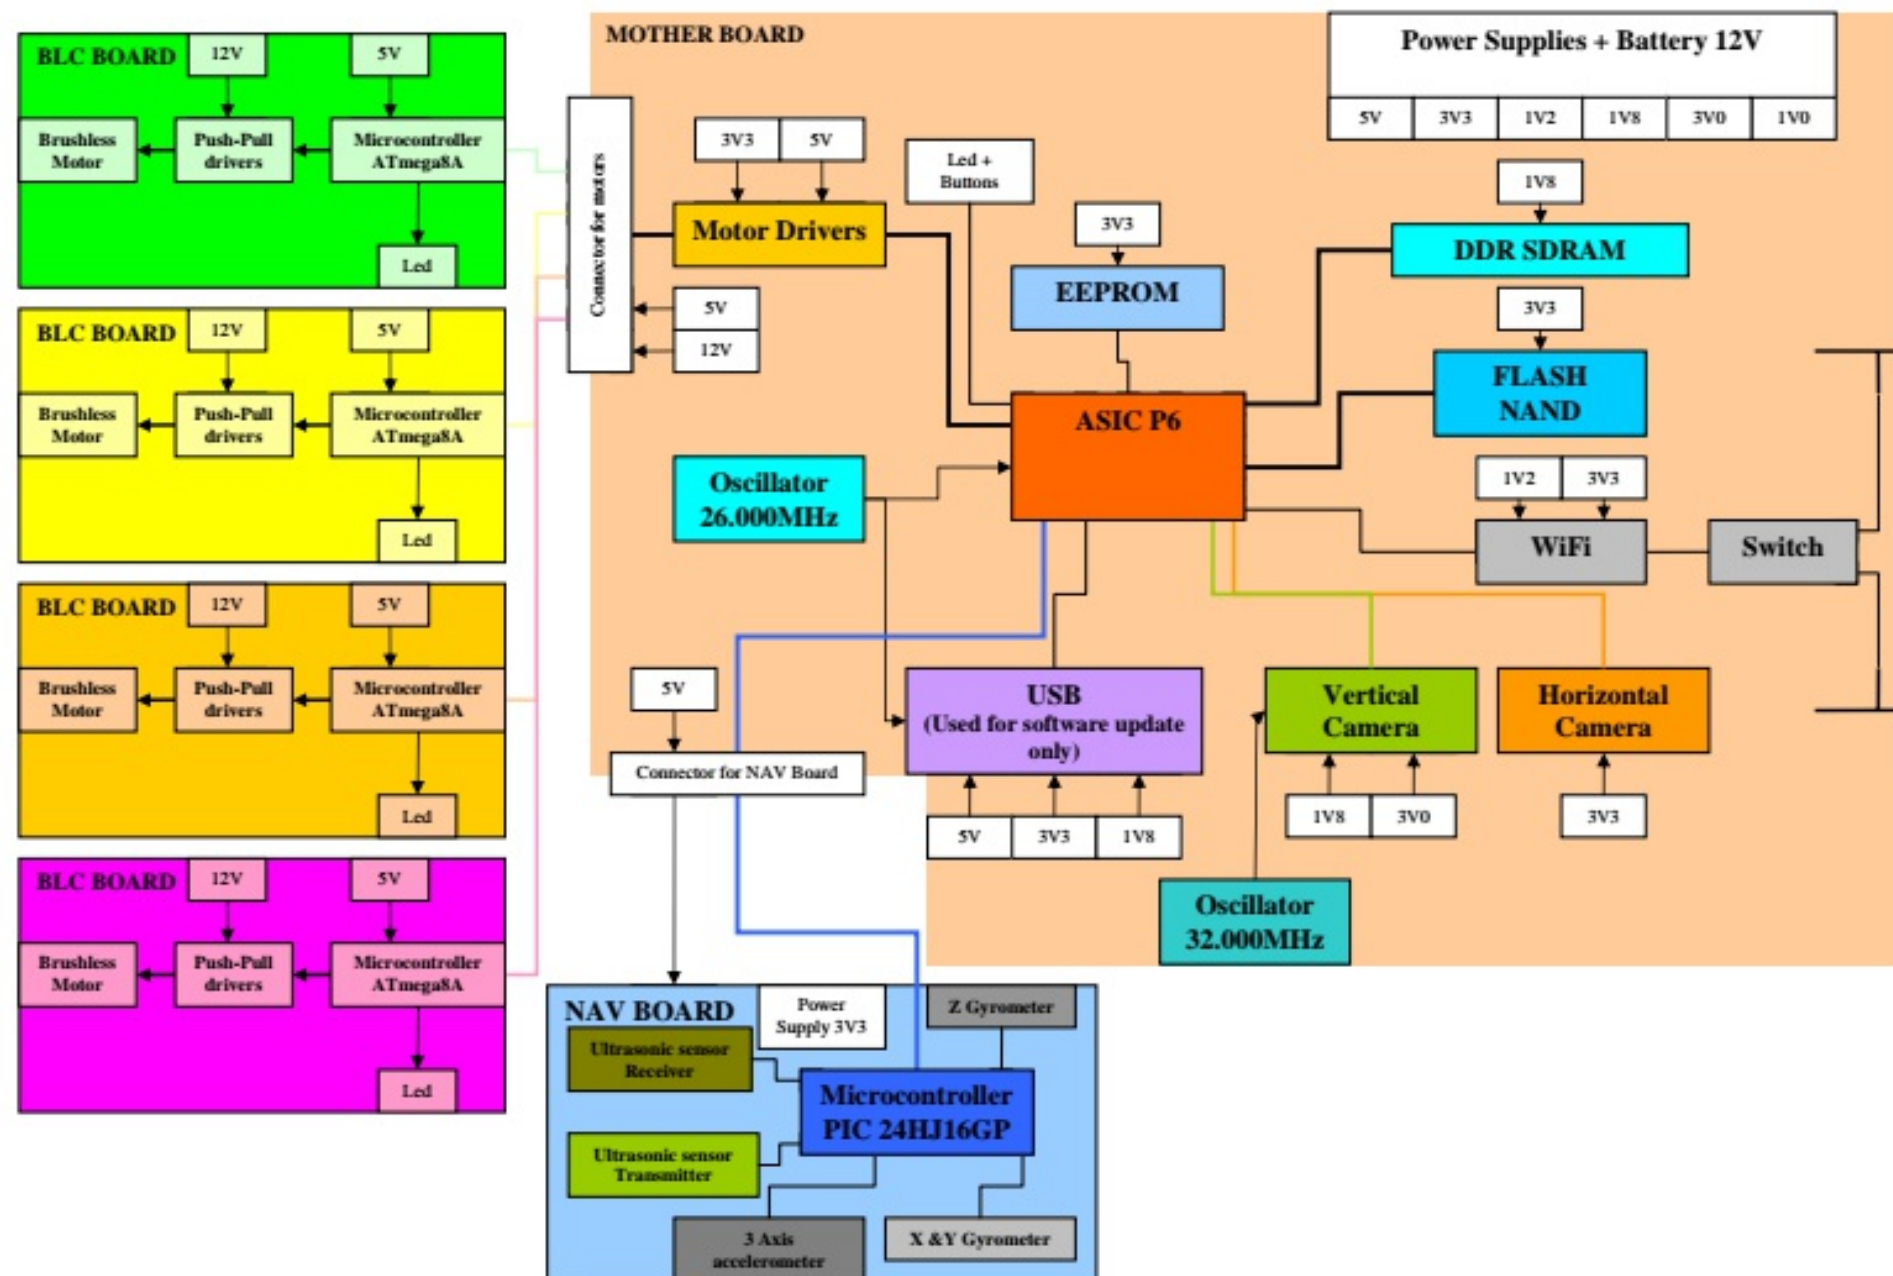 BLC BOARD
12V
5V
Brushless
Motor
Push-Pull
drivers
Microcontroller
ATmega8A
Led
BLC BOARD
12V
5V
Brushless
Motor
Push-Pull
drivers
Microcontroller
ATmega8A
Led
BLC BOARD
12V
5V
Brushless
Motor
Push-Pull
drivers
Microcontroller
ATmega8A
Led
BLC BOARD
12V
5V
Brushless
Motor
Push-Pull
drivers
Microcontroller
ATmega8A
Led
MOTHER BOARD
Connector for motors
3V3
5V
Motor Drivers
5V
12V
Led +
Buttons
3V3
EEPROM
Power Supplies + Battery 12V
5V
3V3
1V2
1V8
3V0
1V0
1V8
DDR SDRAM
3V3
FLASH
NAND
ASIC P6
Oscillator
26.000MHz
1V2
3V3
WiFi
Switch
5V
Connector for NAV Board
USB
(Used for software update
only)
5V
3V3
1V8
Vertical
Camera
1V8
3V0
Horizontal
Camera
3V3
Oscillator
32.000MHz
NAV BOARD
Power
Supply 3V3
Z Gyrometer
Ultrasonic sensor
Receiver
Microcontroller
PIC 24HJ16GP
Ultrasonic sensor
Transmitter
3 Axis
accelerometer
X &Y Gyrometer